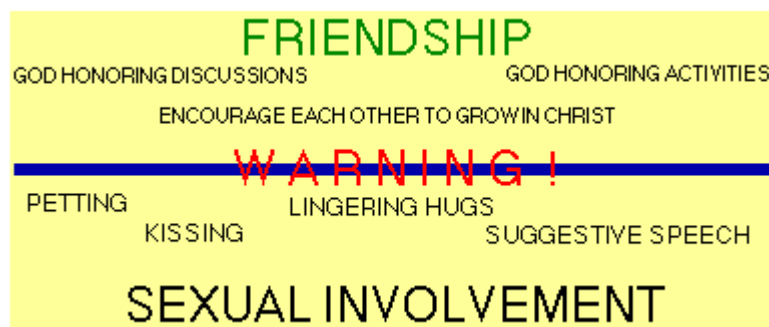 FRIENDSHIP
GOD HONORING DISCUSSIONS GOD HONORING ACTIVITIES
ENCOURAGE EACH OTHER TO GROW IN CHRIST
WARNING!
PETTING LINGERING HUGS
KISSING SUGGESTIVE SPEECH
SEXUAL INVOLVEMENT